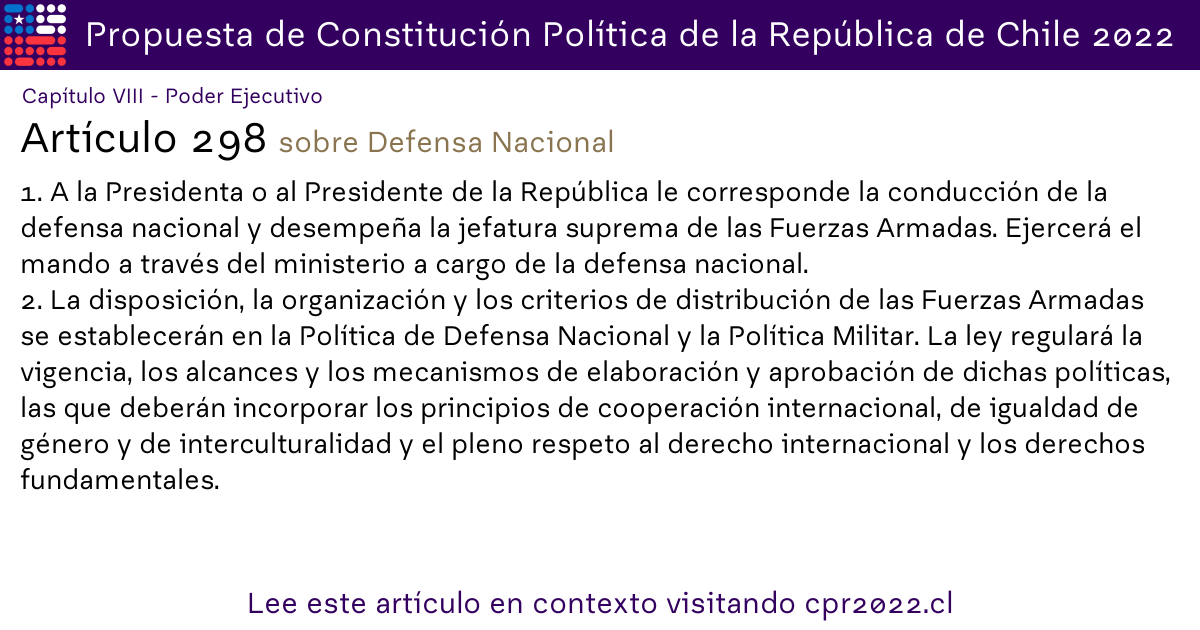 Propuesta de Constitución Política de la República de Chile 2022
Capítulo VIII - Poder Ejecutivo
Artículo 298 sobre Defensa Nacional
1. A la Presidenta o al Presidente de la República le corresponde la conducción de la
defensa nacional y desempeña la jefatura suprema de las Fuerzas Armadas. Ejercerá el
mando a través del ministerio a cargo de la defensa nacional.
2. La disposición, la organización y los criterios de distribución de las Fuerzas Armadas
se establecerán en la Política de Defensa Nacional y la Política Militar. La ley regulará la
vigencia, los alcances y los mecanismos de elaboración y aprobación de dichas políticas,
las que deberán incorporar los principios de cooperación internacional, de igualdad de
género y de interculturalidad y el pleno respeto al derecho internacional y los derechos
fundamentales.
Lee este artículo en contexto visitando cpr2022.cl